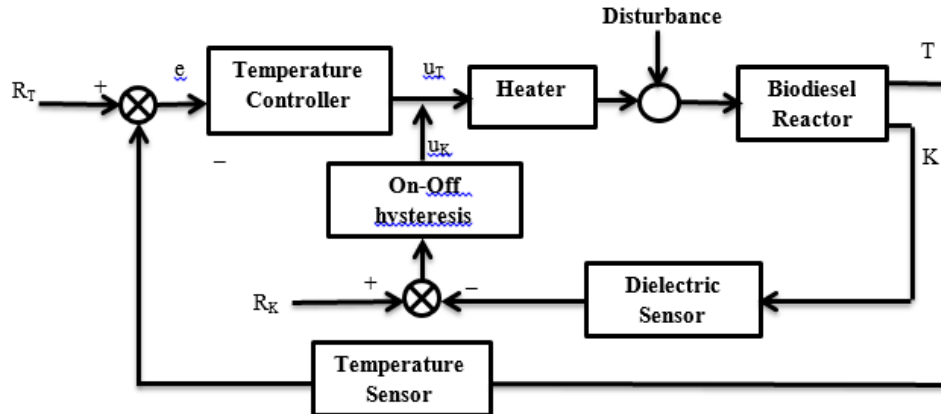 Disturbance
R_T
+
e
Temperature
Controller
u_T
Heater
Biodiesel
Reactor
T
K
−
u_K
On-Off
hysteresis
R_K
+
−
Dielectric
Sensor
Temperature
Sensor